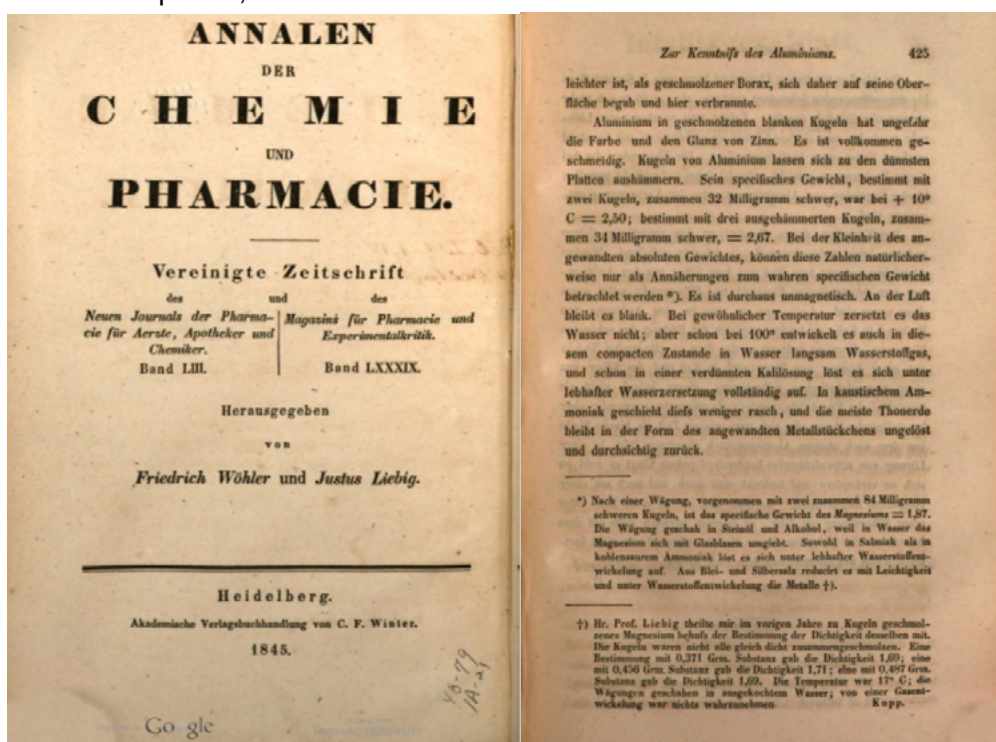 ANNALEN
DER
CHEMIE
UND
PHARMACIE.
Vereinigte Zeitschrift
des und des
Neuen Journals der Pharma-
cie für Aerzte, Apotheker und
Chemiker.
Band LIII.
Magazins für Pharmacie und
Experimentalkritik.
Band LXXXIX.
Herausgegeben
von
Friedrich Wöhler und Justus Liebig.
Heidelberg.
Akademische Verlagsbuchhandlung von C. F. Winter.
1845.
Google
Zur Kenntniſs des Aluminiums. 425
leichter ist, als geschmolzener Borax, sich daher auf seine Ober-
fläche begab und hier verbrannte.
Aluminium in geschmolzenen blanken Kugeln hat ungefähr
die Farbe und den Glanz von Zinn. Es ist vollkommen ge-
schmeidig. Kugeln von Aluminium lassen sich zu den dünnsten
Platten aushämmern. Sein specifisches Gewicht, bestimmt mit
zwei Kugeln, zusammen 32 Milligramm schwer, war bei + 10°
C = 2,50; bestimmt mit drei ausgehämmerten Kugeln, zusam-
men 34 Milligramm schwer, = 2,67. Bei der Kleinheit des an-
gewandten absoluten Gewichtes, können diese Zahlen natürlicher-
weise nur als Annäherungen zum wahren specifischen Gewicht
betrachtet werden *). Es ist durchaus unmagnetisch. An der Luft
bleibt es blank. Bei gewöhnlicher Temperatur zersetzt es das
Wasser nicht; aber schon bei 100° entwickelt es auch in die-
sem compacten Zustande in Wasser langsam Wasserstoffgas,
und schon in einer verdünnten Kalilösung löst es sich unter
lebhafter Wasserzersetzung vollständig auf. In kaustischem Am-
moniak geschieht dieſs weniger rasch, und die meiste Thonerde
bleibt in der Form des angewandten Metallstückchens ungelöst
und durchsichtig zurück.
*) Nach einer Wägung, vorgenommen mit zwei zusammen 84 Milligramm
schweren Kugeln, ist das specifische Gewicht des Magnesiums = 1,87.
Die Wägung geschah in Steinöl und Alkohol, weil in Wasser das
Magnesium sich mit Glasblasen umgiebt. Sowohl in Salmiak als in
kohlensaurem Ammoniak löst es sich unter lebhafter Wasserstoffent-
wickelung auf. Aus Blei- und Silbersalz reducirt es mit Leichtigkeit
und unter Wasserstoffentwickelung die Metalle †).
†) Hr. Prof. Liebig theilte mir im vorigen Jahre zu Kugeln geschmol-
zenes Magnesium behufs der Bestimmung der Dichtigkeit desselben mit.
Die Kugeln waren nicht alle gleich dicht zusammengeschmolzen. Eine
Bestimmung mit 0,371 Grm. Substanz gab die Dichtigkeit 1,69; eine
mit 0,456 Grm. Substanz gab die Dichtigkeit 1,71; eine mit 0,487 Grm.
Substanz gab die Dichtigkeit 1,69. Die Temperatur war 17° C; die
Wägungen geschahen in ausgekochtem Wasser; von einer Gasent-
wickelung war nichts wahrzunehmen Kopp.